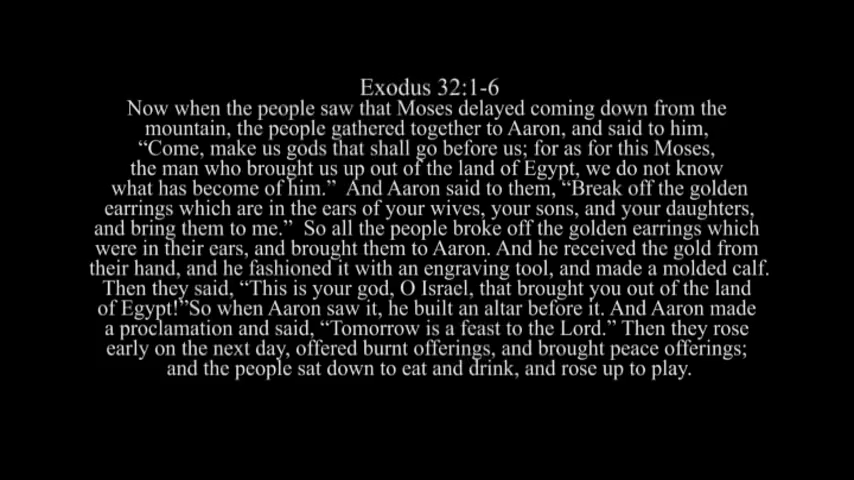 Exodus 32:1-6
Now when the people saw that Moses delayed coming down from the
mountain, the people gathered together to Aaron, and said to him,
“Come, make us gods that shall go before us; for as for this Moses,
the man who brought us up out of the land of Egypt, we do not know
what has become of him.”  And Aaron said to them, “Break off the golden
earrings which are in the ears of your wives, your sons, and your daughters,
and bring them to me.”  So all the people broke off the golden earrings which
were in their ears, and brought them to Aaron. And he received the gold from
their hand, and he fashioned it with an engraving tool, and made a molded calf.
Then they said, “This is your god, O Israel, that brought you out of the land
of Egypt!”So when Aaron saw it, he built an altar before it. And Aaron made
a proclamation and said, “Tomorrow is a feast to the Lord.” Then they rose
early on the next day, offered burnt offerings, and brought peace offerings;
and the people sat down to eat and drink, and rose up to play.